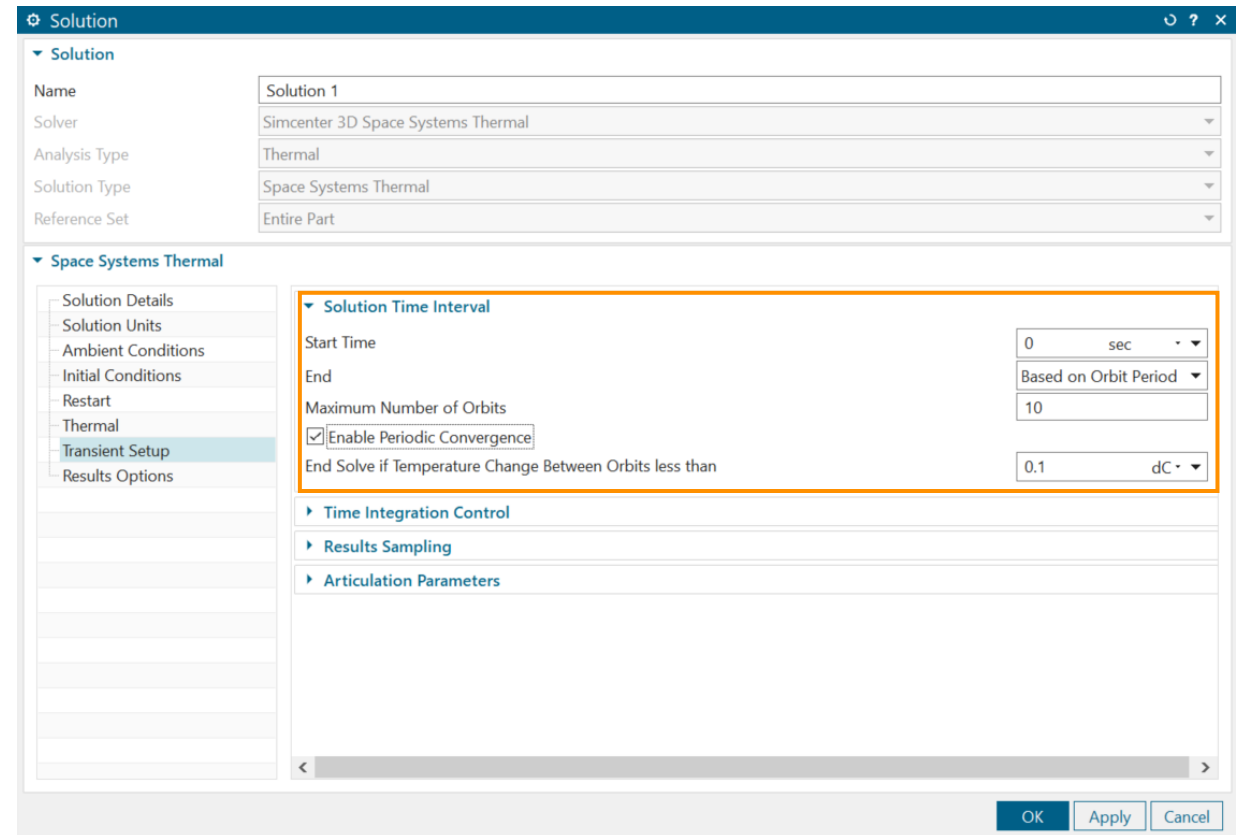 Solution
?
Solution
Name Solution 1
Solver Simcenter 3D Space Systems Thermal
Analysis Type Thermal
Solution Type Space Systems Thermal
Reference Set Entire Part
Space Systems Thermal
Solution Details
Solution Units
Ambient Conditions
Initial Conditions
Restart
Thermal
Transient Setup
Results Options
Solution Time Interval
Start Time 0 sec
End Based on Orbit Period
Maximum Number of Orbits 10
Enable Periodic Convergence
End Solve if Temperature Change Between Orbits less than 0.1 dC
Time Integration Control
Results Sampling
Articulation Parameters
OK Apply Cancel